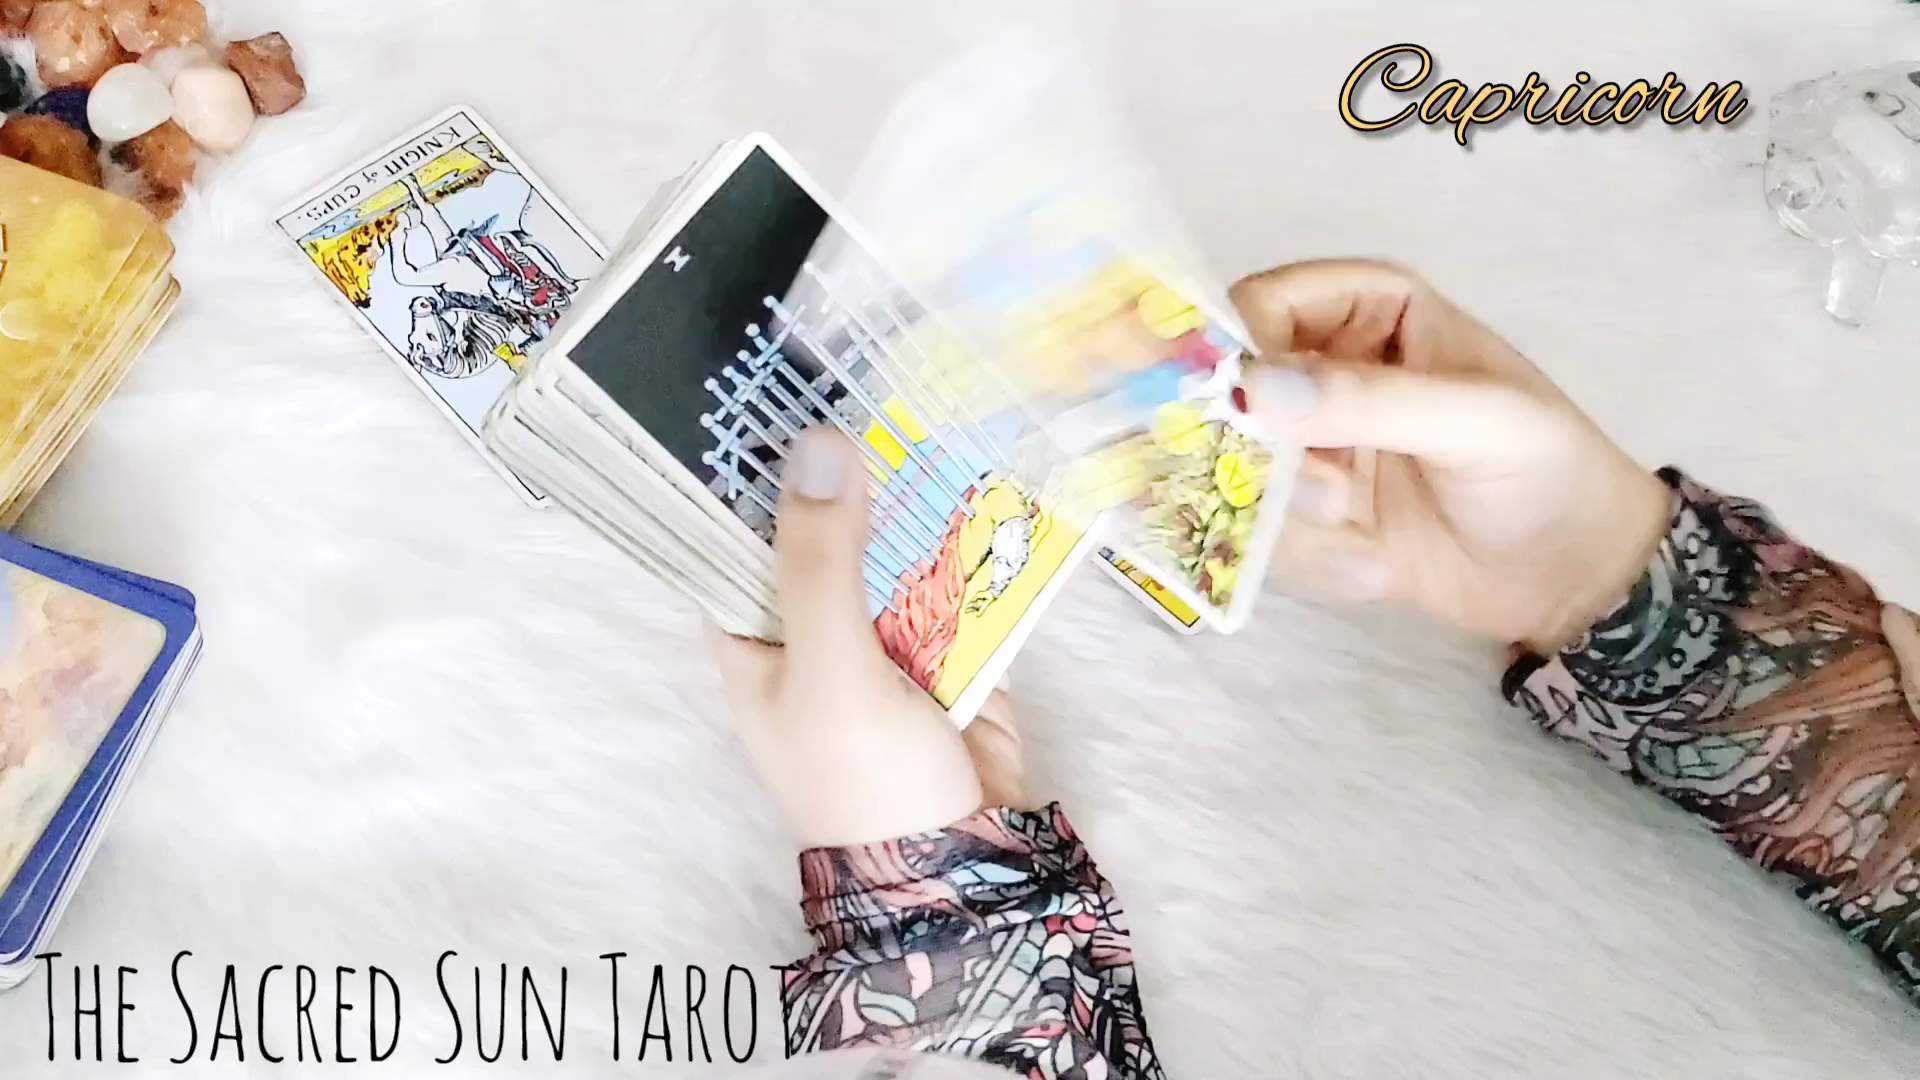 Capricorn
KNIGHT of CUPS.
X
THE SACRED SUN TAROT